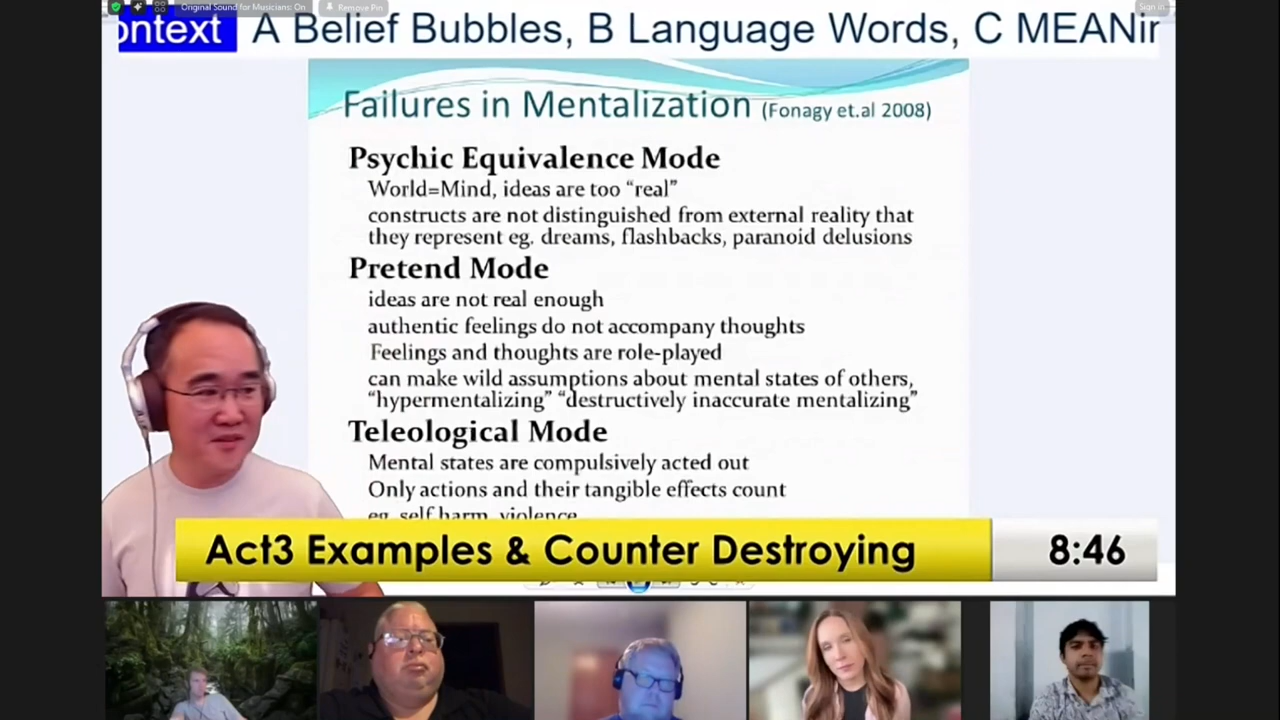 Original Sound for Musicians: On
Remove Pin
Sign in
ontext A Belief Bubbles, B Language Words, C MEANin
Failures in Mentalization (Fonagy et.al 2008)
Psychic Equivalence Mode
World=Mind, ideas are too “real”
constructs are not distinguished from external reality that
they represent eg. dreams, flashbacks, paranoid delusions
Pretend Mode
ideas are not real enough
authentic feelings do not accompany thoughts
Feelings and thoughts are role-played
can make wild assumptions about mental states of others,
“hypermentalizing” “destructively inaccurate mentalizing”
Teleological Mode
Mental states are compulsively acted out
Only actions and their tangible effects count
eg. self harm, violence
Act3 Examples & Counter Destroying
8:46